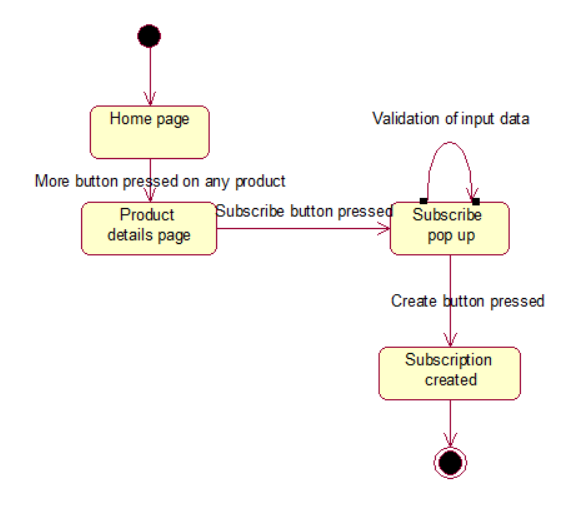 Home page
Validation of input data
More button pressed on any product
Product
details page
Subscribe button pressed
Subscribe
pop up
Create button pressed
Subscription
created